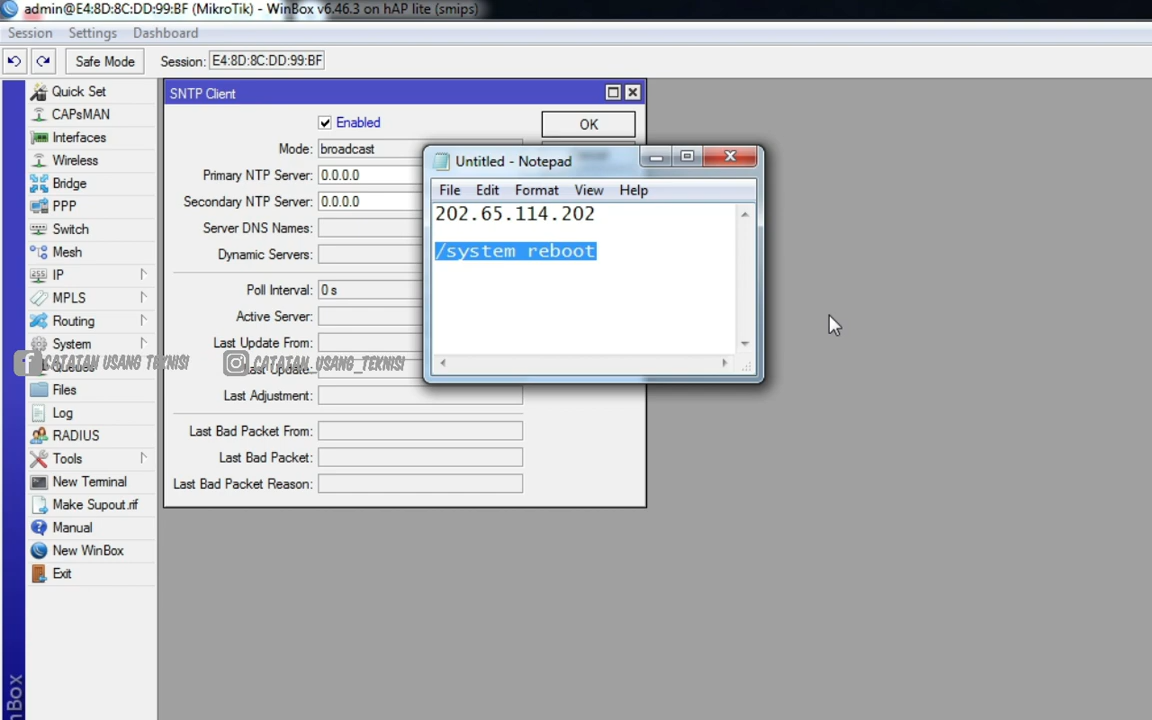 admin@E4:8D:8C:DD:99:BF (MikroTik) - WinBox v6.46.3 on hAP lite (smips)
Session Settings Dashboard
Safe Mode Session: E4:8D:8C:DD:99:BF
Quick Set
CAPsMAN
Interfaces
Wireless
Bridge
PPP
Switch
Mesh
IP
MPLS
Routing
System
Queues
Files
Log
RADIUS
Tools
New Terminal
Make Supout.rif
Manual
New WinBox
Exit
SNTP Client
Enabled
OK
Mode: broadcast
Primary NTP Server: 0.0.0.0
Secondary NTP Server: 0.0.0.0
Server DNS Names:
Dynamic Servers:
Poll Interval: 0 s
Active Server:
Last Update From:
Last Update:
Last Adjustment:
Last Bad Packet From:
Last Bad Packet:
Last Bad Packet Reason:
Untitled - Notepad
File Edit Format View Help
202.65.114.202
/system reboot
CATATAN USANG TEKNISI
CATATAN_USANG_TEKNISI